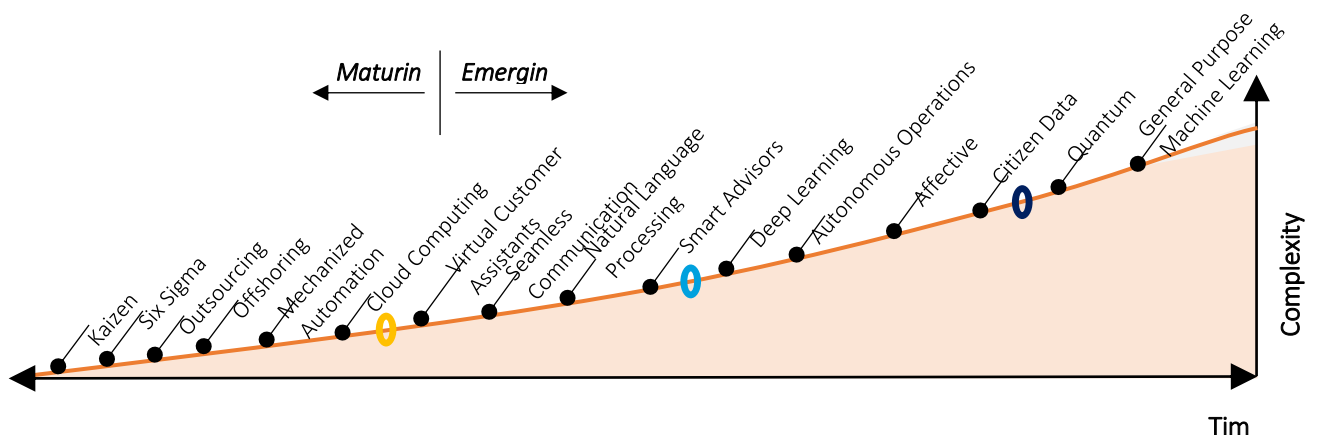 Maturin
Emergin
Kaizen
Six Sigma
Outsourcing
Offshoring
Mechanized
Automation
Cloud Computing
Virtual Customer
Assistants
Seamless
Communication
Natural Language
Processing
Smart Advisors
Deep Learning
Autonomous Operations
Affective
Citizen Data
Quantum
General Purpose
Machine Learning
Complexity
Tim